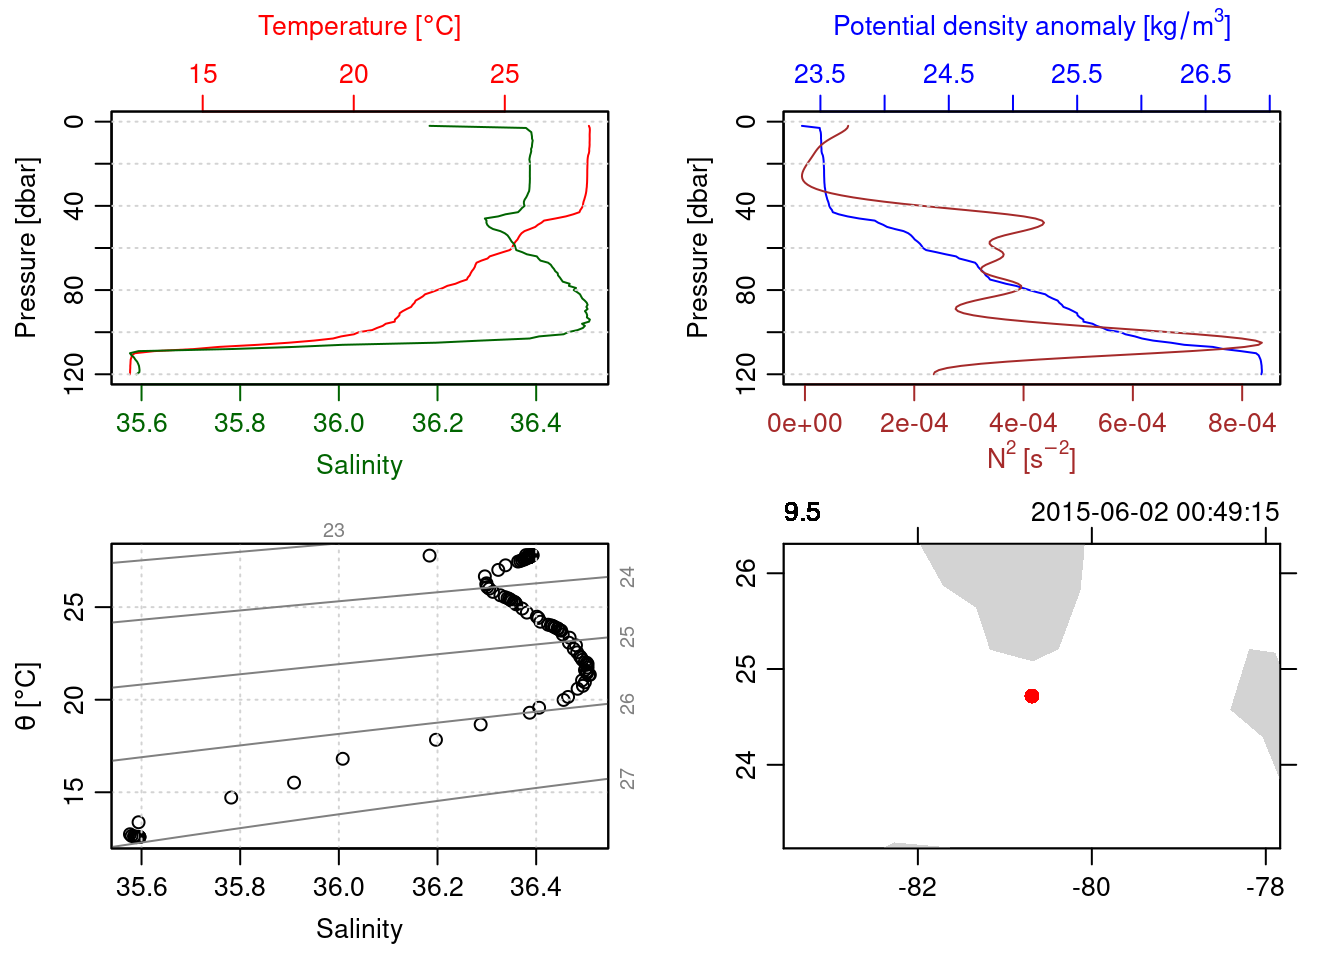 Temperature [°C]
15 20 25
Pressure [dbar]
0 40 80 120
35.6 35.8 36.0 36.2 36.4
Salinity
Potential density anomaly [kg/m³]
23.5 24.5 25.5 26.5
Pressure [dbar]
0 40 80 120
0e+00 2e-04 4e-04 6e-04 8e-04
N² [s⁻²]
23
24
25
26
27
θ [°C]
25 20 15
35.6 35.8 36.0 36.2 36.4
Salinity
9.5 2015-06-02 00:49:15
26
25
24
-82 -80 -78